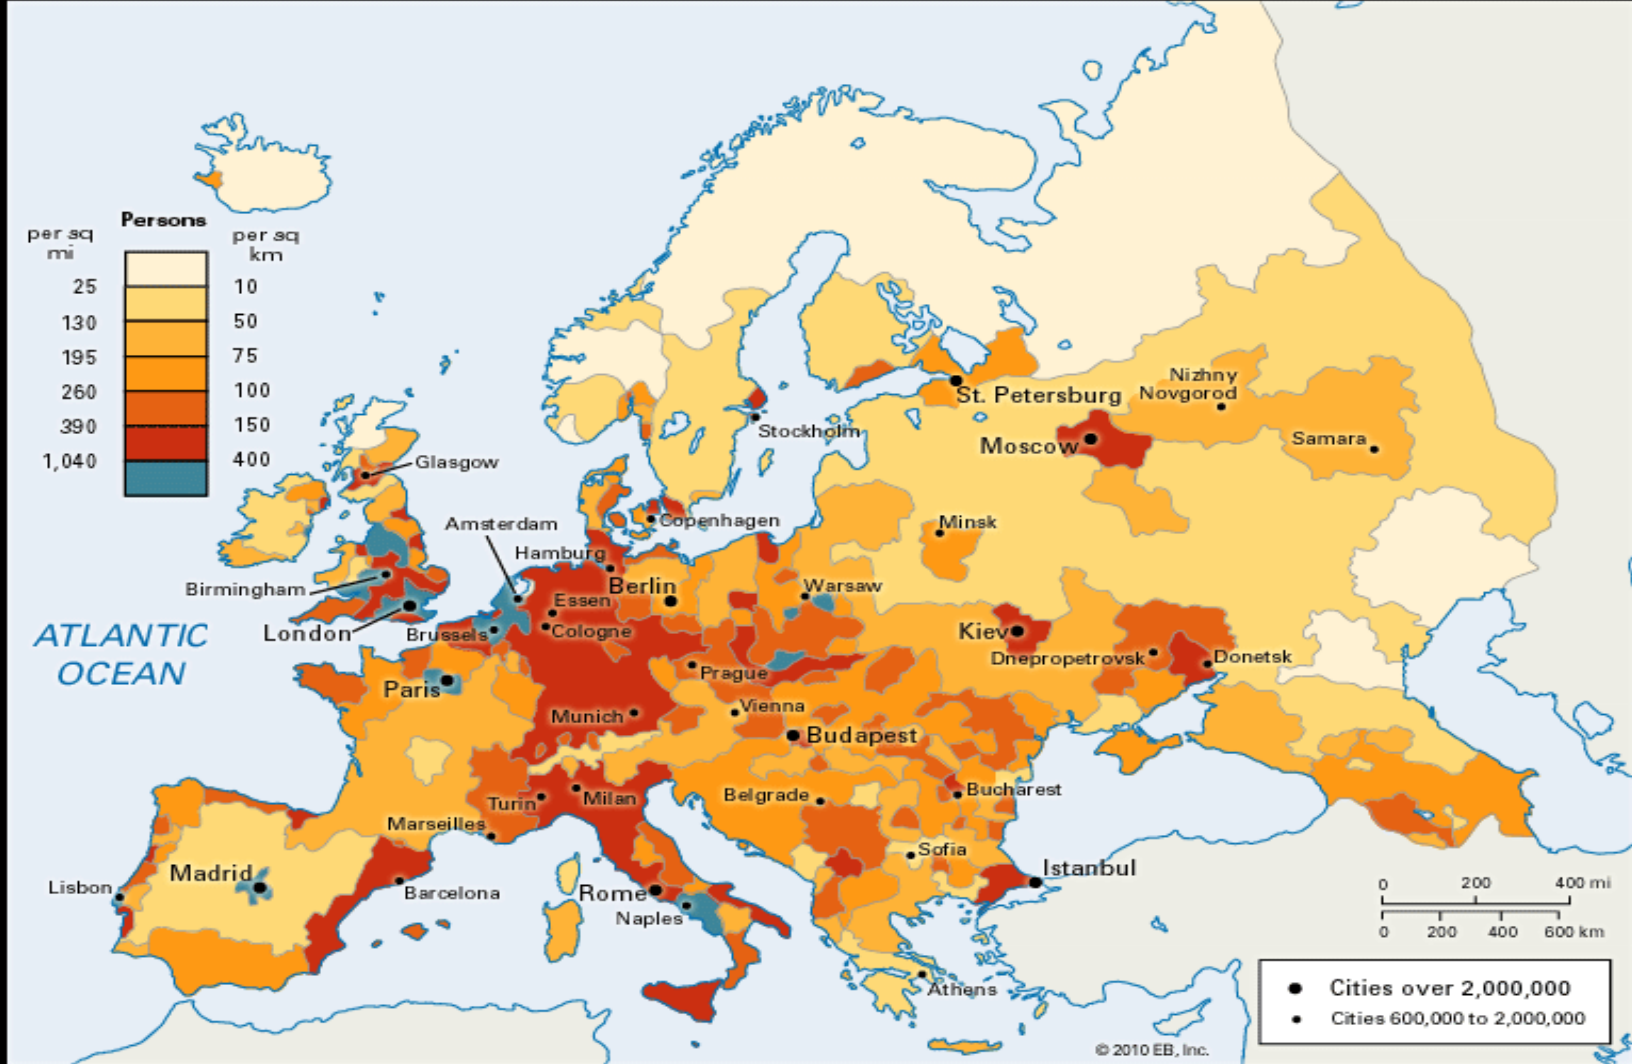 Persons
per sq
mi
per sq
km
25 10
130 50
195 75
260 100
390 150
1,040 400
ATLANTIC
OCEAN
St. Petersburg
Nizhny
Novgorod
Stockholm
Moscow
Samara
Glasgow
Amsterdam
Copenhagen
Minsk
Hamburg
Birmingham
Berlin
Warsaw
Essen
London
Brussels
Cologne
Kiev
Dnepropetrovsk
Donetsk
Paris
Prague
Munich
Vienna
Budapest
Turin
Milan
Belgrade
Bucharest
Marseilles
Sofia
Madrid
Lisbon
Barcelona
Rome
Naples
Istanbul
Athens
0 200 400 mi
0 200 400 600 km
Cities over 2,000,000
Cities 600,000 to 2,000,000
© 2010 EB, Inc.